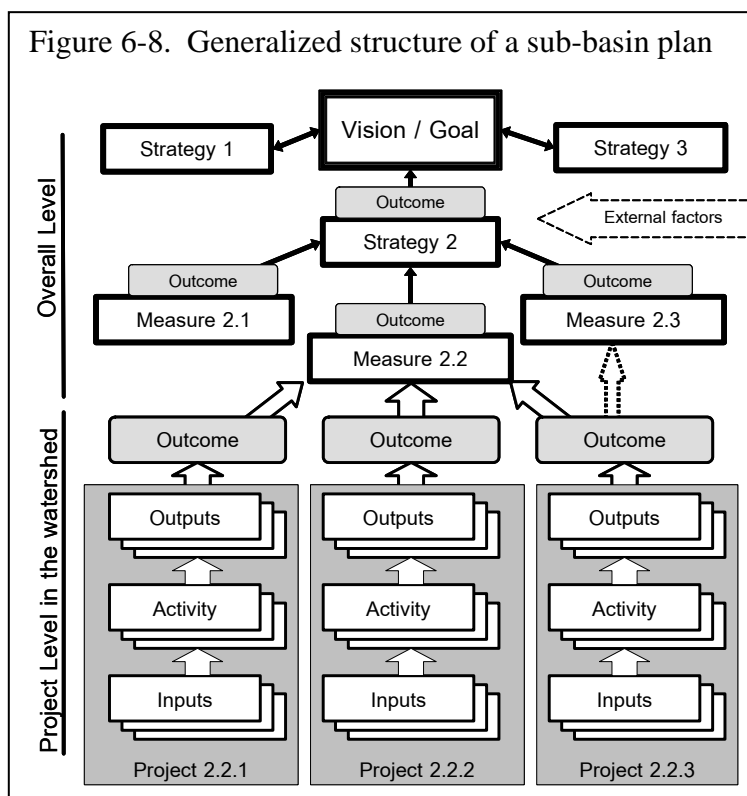 Figure 6-8.  Generalized structure of a sub-basin plan
Overall Level
Vision / Goal
Strategy 1
Strategy 3
Outcome
External factors
Strategy 2
Outcome
Outcome
Outcome
Measure 2.1
Measure 2.3
Measure 2.2
Project Level in the watershed
Outcome
Outcome
Outcome
Outputs
Outputs
Outputs
Activity
Activity
Activity
Inputs
Inputs
Inputs
Project 2.2.1
Project 2.2.2
Project 2.2.3